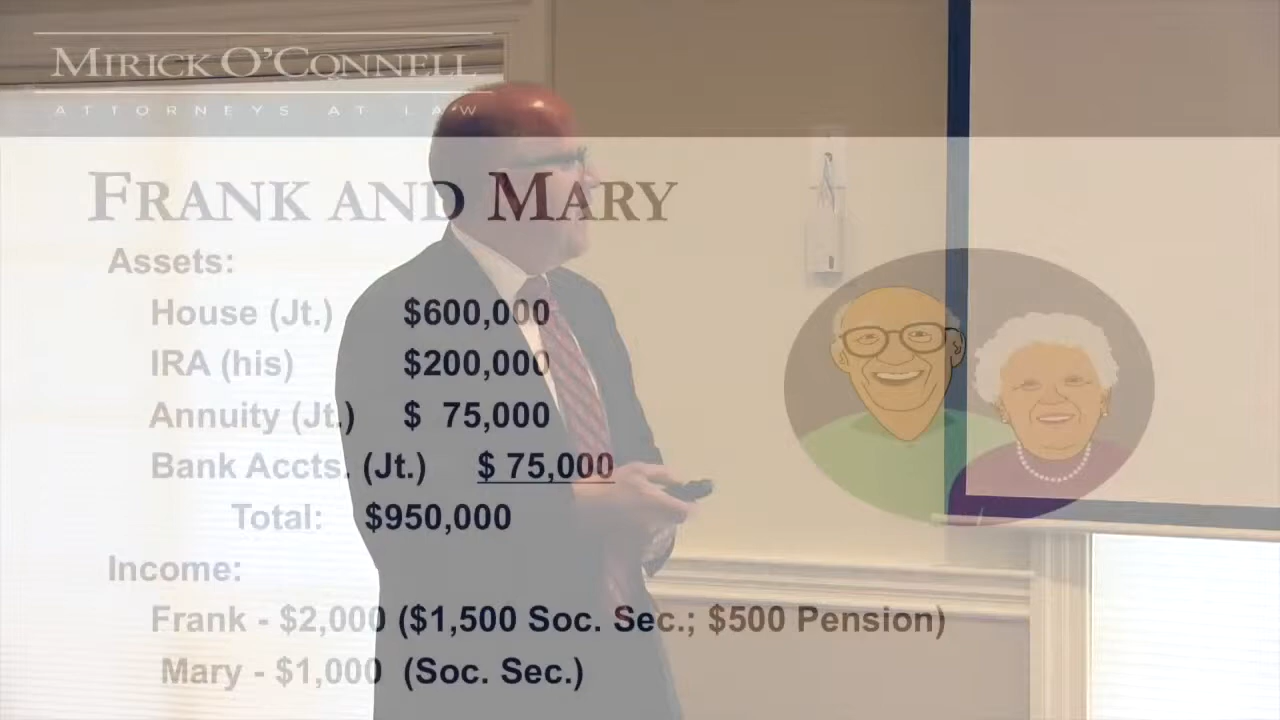 MIRICK O'CONNELL
ATTORNEYS AT LAW
FRANK AND MARY
Assets:
House (Jt.) $600,000
IRA (his) $200,000
Annuity (Jt.) $ 75,000
Bank Accts. (Jt.) $ 75,000
Total: $950,000
Income:
Frank - $2,000 ($1,500 Soc. Sec.; $500 Pension)
Mary - $1,000 (Soc. Sec.)